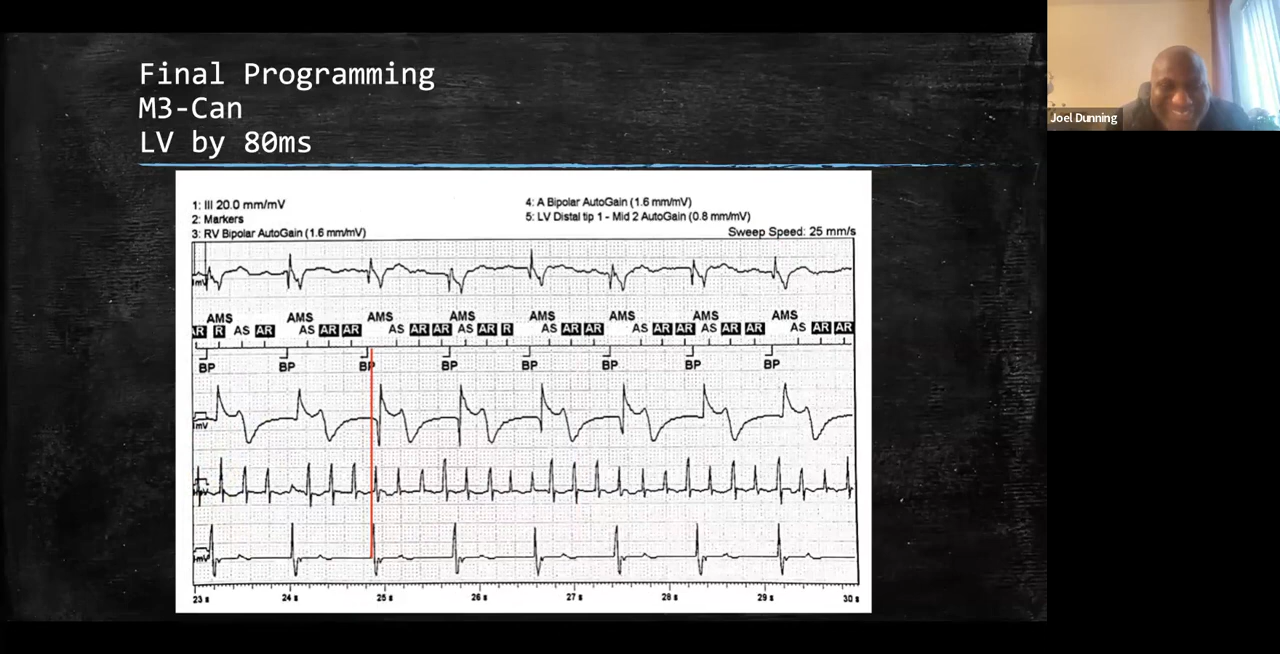 Final Programming
M3-Can
LV by 80ms
Joel Dunning
1: III 20.0 mm/mV
2: Markers
3: RV Bipolar AutoGain (1.6 mm/mV)
4: A Bipolar AutoGain (1.6 mm/mV)
5: LV Distal tip 1 - Mid 2 AutoGain (0.8 mm/mV)
Sweep Speed: 25 mm/s
AMS AMS AMS AMS AMS AMS AMS AMS
AR R AS AR AS AR AR AS AR AR AS AR R AS AR AR AS AR AR AS AR AR AS AR AR
BP BP BP BP BP BP BP BP
mV
23 s 24 s 25 s 26 s 27 s 28 s 29 s 30 s